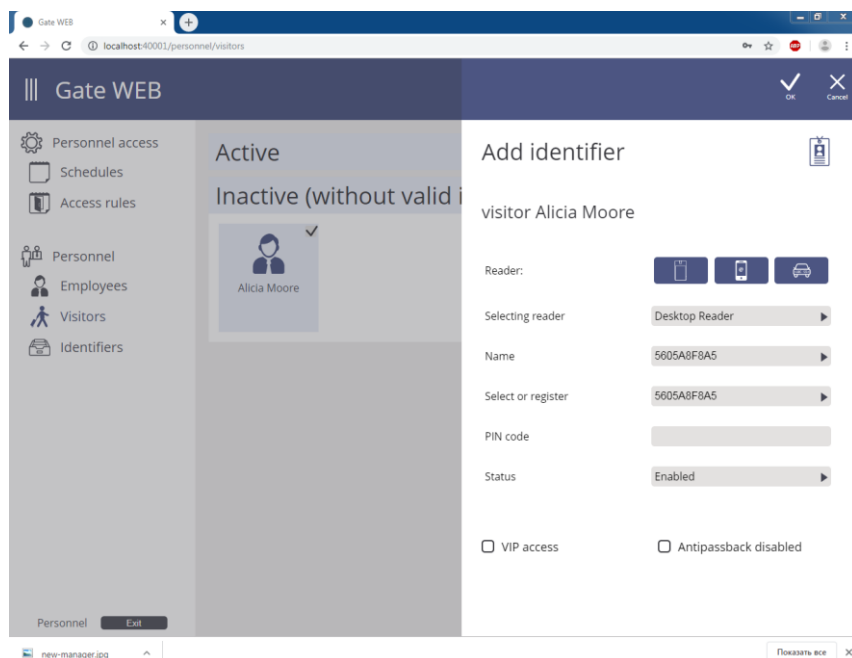 Gate WEB
localhost:40001/personnel/visitors
ABP
Gate WEB
OK
Cancel
Personnel access
Schedules
Access rules
Personnel
Employees
Visitors
Identifiers
Personnel
Exit
Active
Inactive (without valid i
Alicia Moore
Add identifier
visitor Alicia Moore
Reader:
Selecting reader
Desktop Reader
Name
5605A8F8A5
Select or register
5605A8F8A5
PIN code
Status
Enabled
VIP access
Antipassback disabled
new-manager.jpg
Показать все